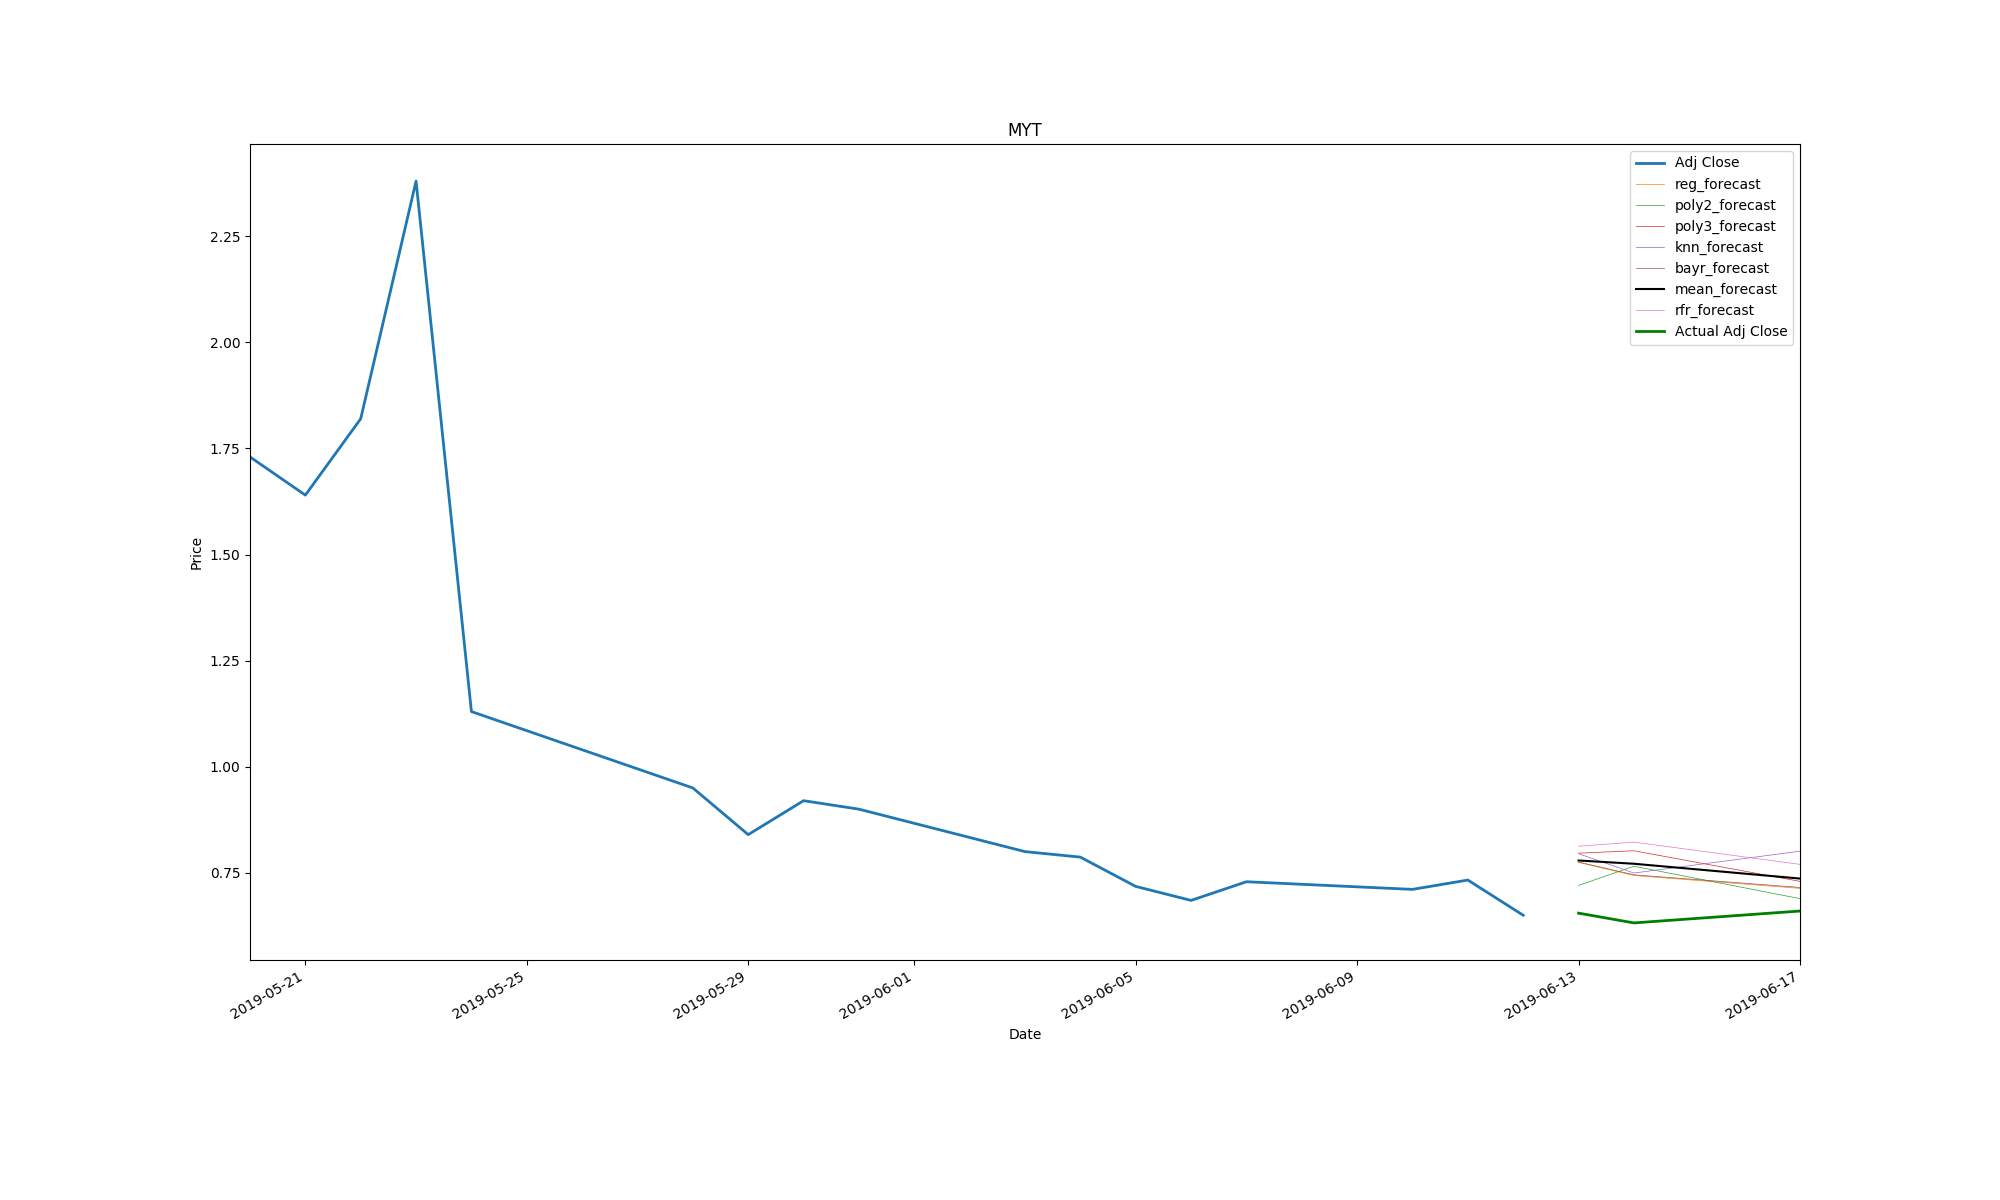 MYT
Adj Close
reg_forecast
poly2_forecast
poly3_forecast
knn_forecast
bayr_forecast
mean_forecast
rfr_forecast
Actual Adj Close
Price
2.25
2.00
1.75
1.50
1.25
1.00
0.75
2019-05-21
2019-05-25
2019-05-29
2019-06-01
2019-06-05
2019-06-09
2019-06-13
2019-06-17
Date